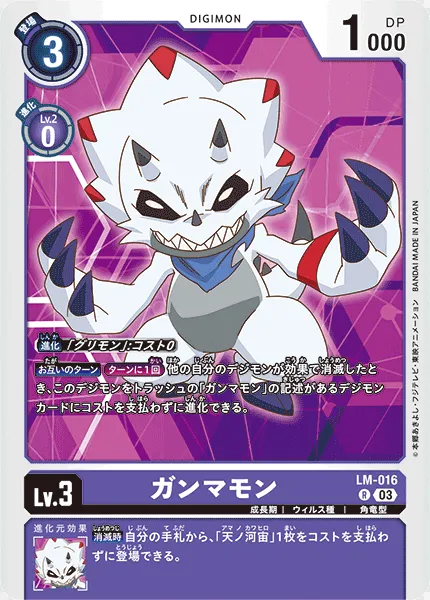 DIGIMON
登場
3
DP
1000
進化
Lv.2
0
BANDAI MADE IN JAPAN
©本郷あきよし・フジテレビ・東映アニメーション
進化 「グリモン」:コスト0
お互いのターン ターンに1回 他の自分のデジモンが効果で消滅したと
き、このデジモンをトラッシュの「ガンマモン」の記述があるデジモン
カードにコストを支払わずに進化できる。
LM-016
R 03
Lv.3
ガンマモン
成長期 | ウィルス種 | 角竜型
進化元効果
消滅時 自分の手札から、「天ノ河宙」1枚をコストを支払わ
ずに登場できる。